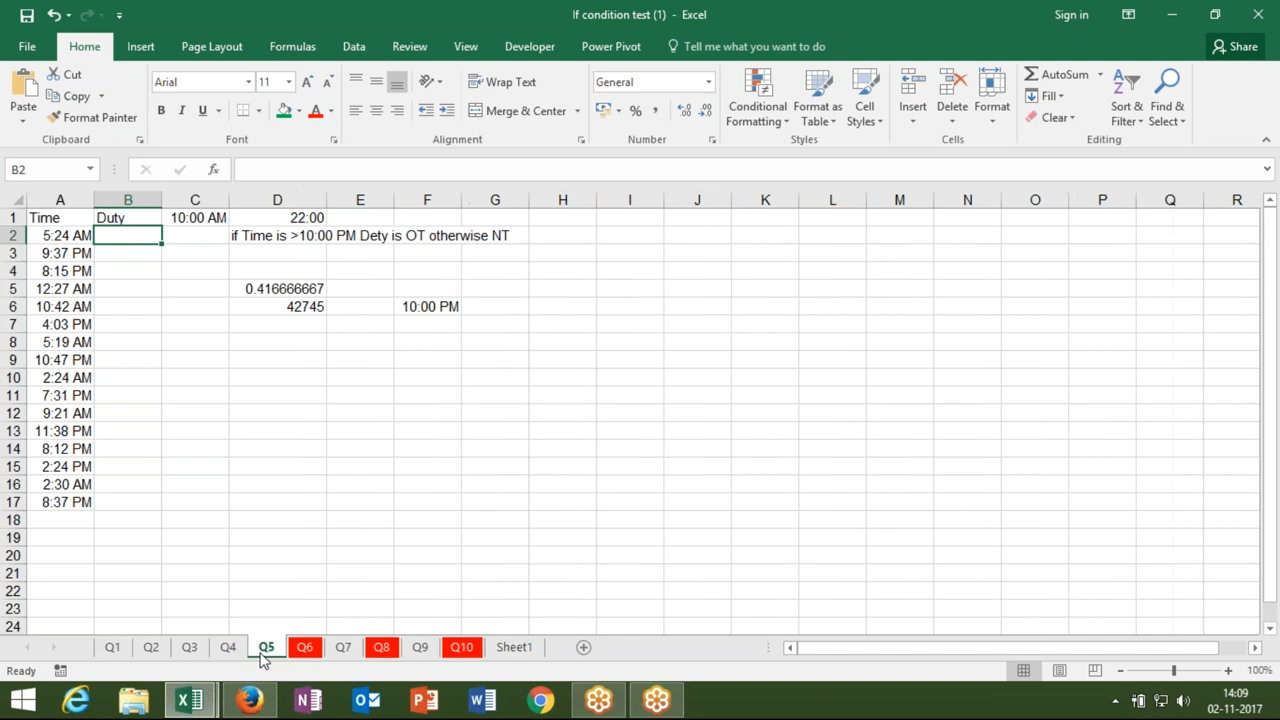 If condition test (1) - Excel
Sign in
File Home Insert Page Layout Formulas Data Review View Developer Power Pivot Tell me what you want to do Share
Paste
Cut
Copy
Format Painter
Arial 11
B I U
Wrap Text
Merge & Center
General
Conditional Formatting
Format as Table
Cell Styles
Insert Delete Format
AutoSum
Fill
Clear
Sort & Filter
Find & Select
Clipboard Font Alignment Number Styles Cells Editing
B2 fx
A B C D E F G H I J K L M N O P Q R
1 Time Duty 10:00 AM 22:00
2 5:24 AM if Time is >10:00 PM Dety is OT otherwise NT
3 9:37 PM
4 8:15 PM
5 12:27 AM 0.416666667
6 10:42 AM 42745 10:00 PM
7 4:03 PM
8 5:19 AM
9 10:47 PM
10 2:24 AM
11 7:31 PM
12 9:21 AM
13 11:38 PM
14 8:12 PM
15 2:24 PM
16 2:30 AM
17 8:37 PM
18
19
20
21
22
23
24
Q1 Q2 Q3 Q4 Q5 Q6 Q7 Q8 Q9 Q10 Sheet1
Ready 100%
14:09
02-11-2017